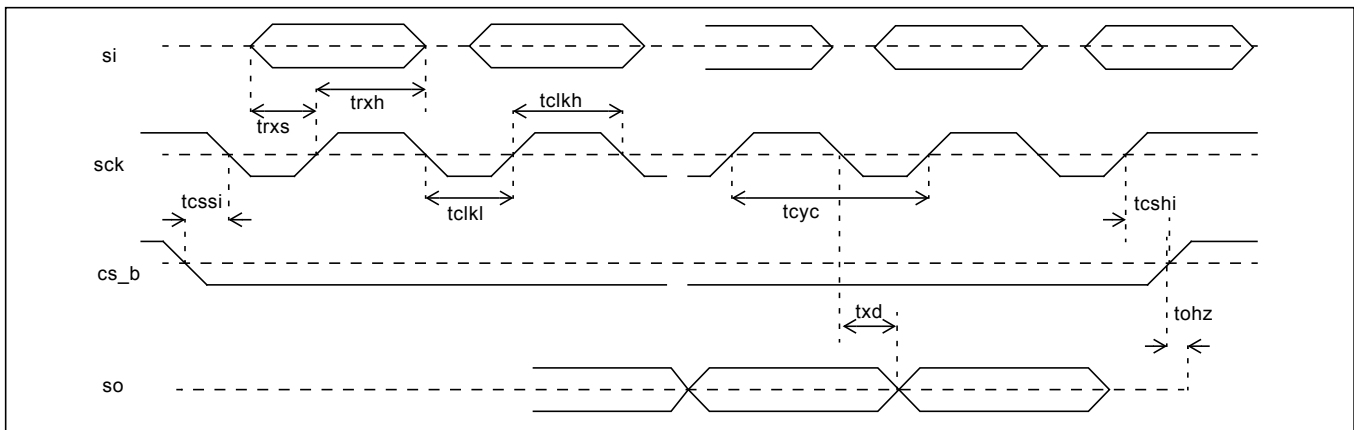 si
trxs
trxh
tclkh
sck
tcssi
tclkl
tcyc
tcshi
cs_b
txd
tohz
so